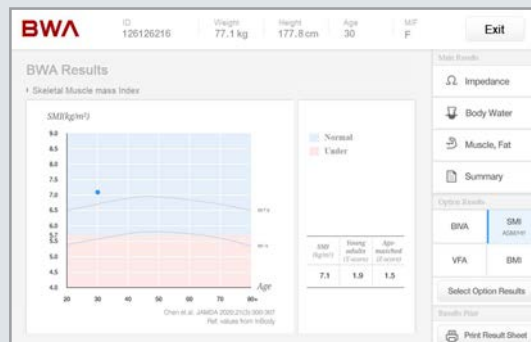 BWA
ID
126126216
Weight
77.1 kg
Height
177.8 cm
Age
30
M/F
F
Exit
BWA Results
Skeletal Muscle mass Index
SMI(kg/m²)
9.0
8.5
8.0
7.5
7.0
6.5
6.0
5.7
5.5
5.0
4.5
4.0
20
30
40
50
60
70
80+
Age
Chen et al. JAMDA 2020;21(3):300-307
Ref. values from InBody
Normal
Under
SMI
(kg/m²)
Young
adults
(T-score)
Age-
matched
(Z-score)
7.1
1.9
1.5
Main Results
Impedance
Body Water
Muscle, Fat
Summary
Option Results
BIVA
SMI
ASM/Ht²
VFA
BMI
Select Option Results
Results Print
Print Result Sheet